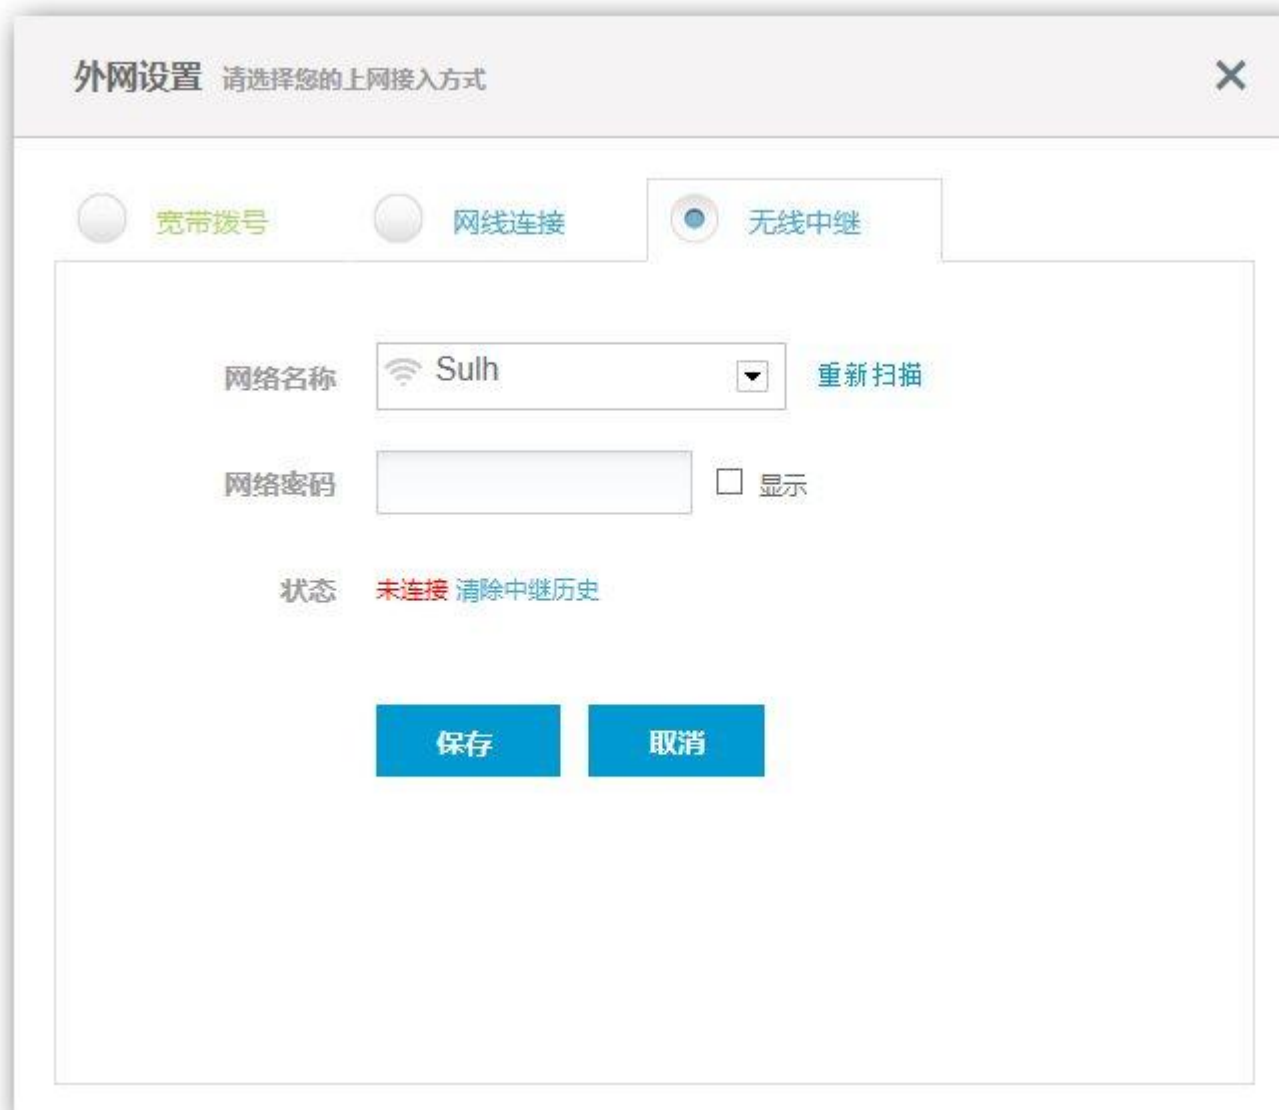 外网设置 请选择您的上网接入方式
宽带拨号 网线连接 无线中继
网络名称 Sulh 重新扫描
网络密码 显示
状态 未连接 清除中继历史
保存 取消